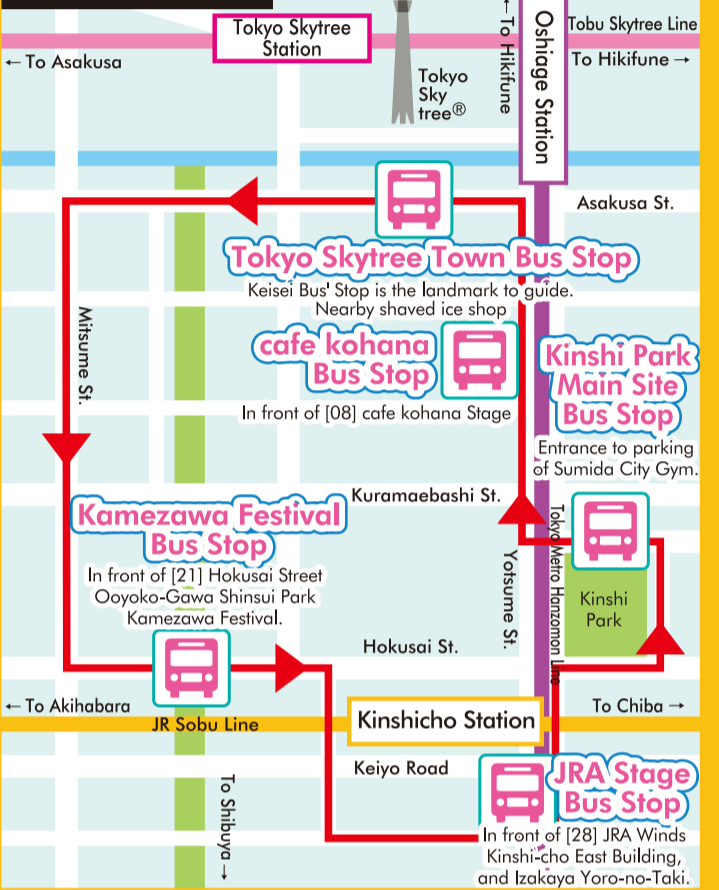 Tokyo Skytree
Station
← To Asakusa
Tokyo
Sky
tree®
← To Hikifune
Oshiage Station
Tobu Skytree Line
To Hikifune →
Asakusa St.
Tokyo Skytree Town Bus Stop
Keisei Bus' Stop is the landmark to guide.
Nearby shaved ice shop
cafe kohana
Bus Stop
In front of [08] cafe kohana Stage
Kinshi Park
Main Site
Bus Stop
Entrance to parking
of Sumida City Gym.
Mitsume St.
Kuramaebashi St.
Kamezawa Festival
Bus Stop
In front of [21] Hokusai Street
Ooyoko-Gawa Shinsui Park
Kamezawa Festival.
Yotsume St.
Tokyo Metro Hanzomon Line
Kinshi
Park
Hokusai St.
← To Akihabara
JR Sobu Line
Kinshicho Station
To Chiba →
Keiyo Road
To Shibuya →
JRA Stage
Bus Stop
In front of [28] JRA Winds
Kinshi-cho East Building,
and Izakaya Yoro-no-Taki.